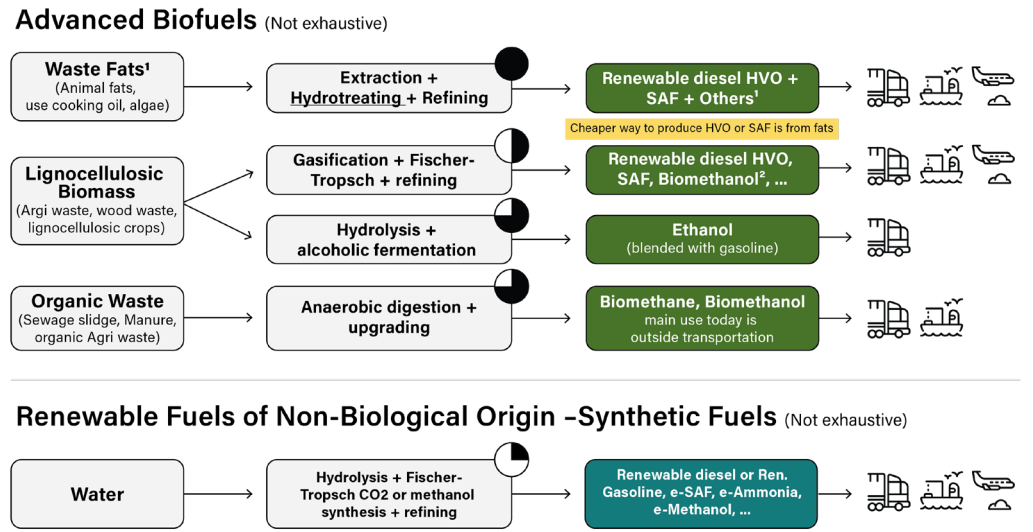 Advanced Biofuels (Not exhaustive)
Waste Fats¹
(Animal fats,
use cooking oil, algae)
Extraction +
Hydrotreating + Refining
Renewable diesel HVO +
SAF + Others¹
Cheaper way to produce HVO or SAF is from fats
Lignocellulosic
Biomass
(Argi waste, wood waste,
lignocellulosic crops)
Gasification + Fischer-
Tropsch + refining
Renewable diesel HVO,
SAF, Biomethanol², ...
Hydrolysis +
alcoholic fermentation
Ethanol
(blended with gasoline)
Organic Waste
(Sewage slidge, Manure,
organic Agri waste)
Anaerobic digestion +
upgrading
Biomethane, Biomethanol
main use today is
outside transportation
Renewable Fuels of Non-Biological Origin –Synthetic Fuels (Not exhaustive)
Water
Hydrolysis + Fischer-
Tropsch CO2 or methanol
synthesis + refining
Renewable diesel or Ren.
Gasoline, e-SAF, e-Ammonia,
e-Methanol, ...